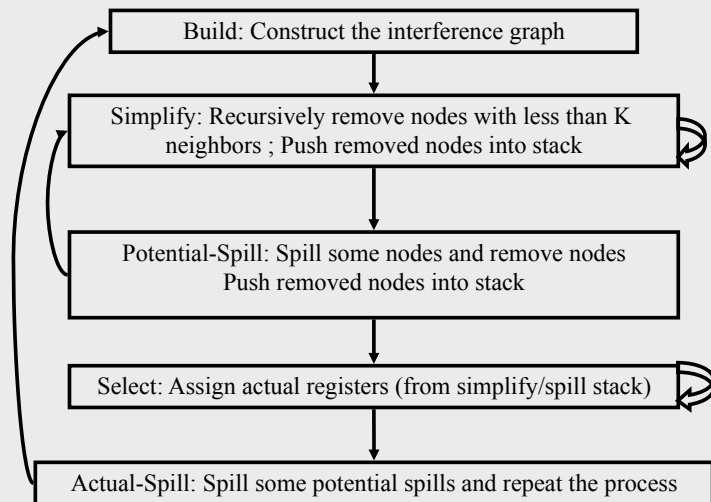 Build: Construct the interference graph
Simplify: Recursively remove nodes with less than K
neighbors ; Push removed nodes into stack
Potential-Spill: Spill some nodes and remove nodes
Push removed nodes into stack
Select: Assign actual registers (from simplify/spill stack)
Actual-Spill: Spill some potential spills and repeat the process